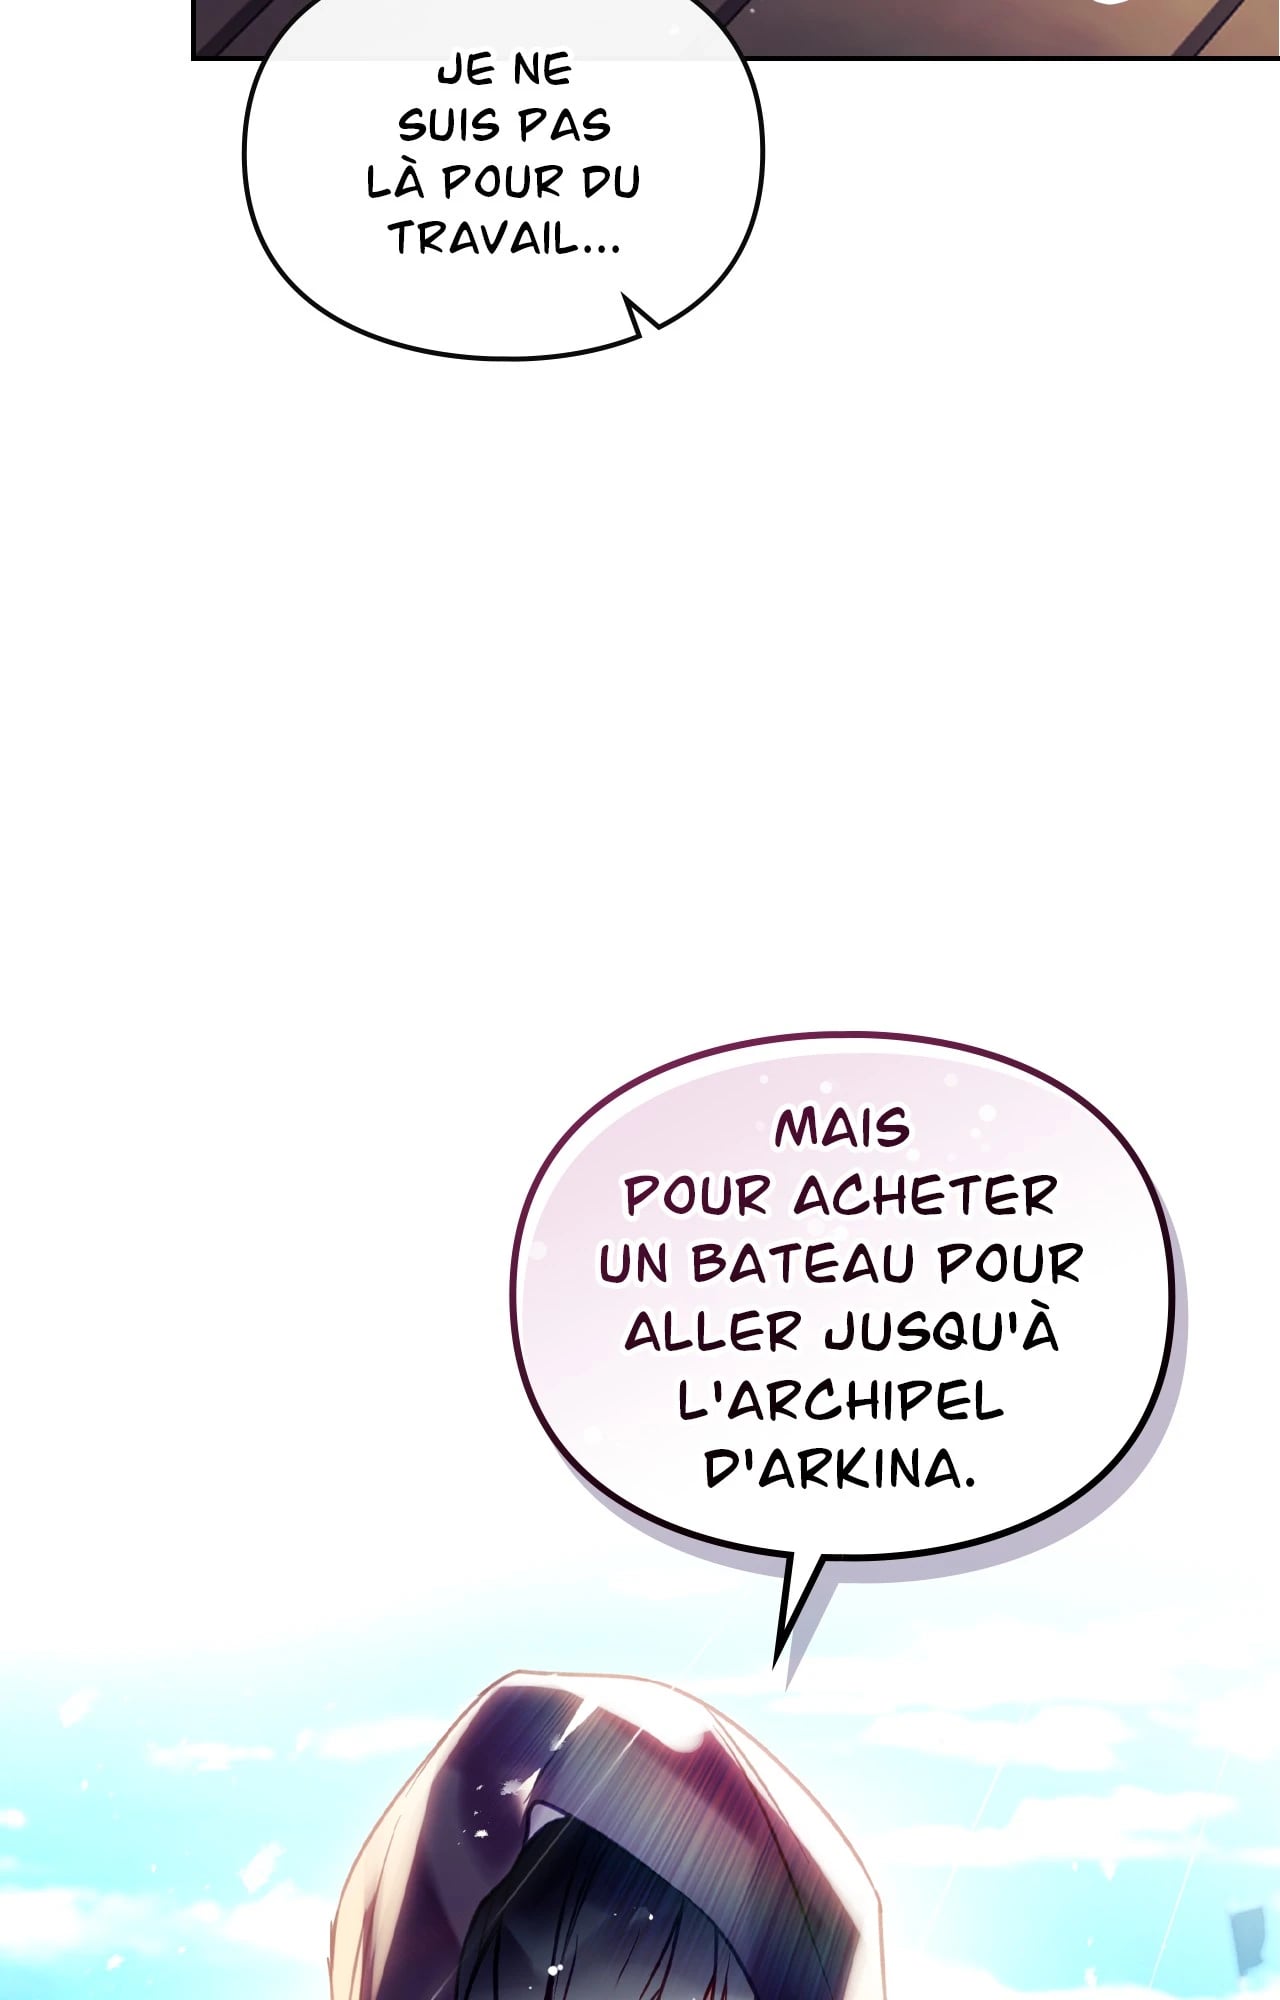 JE NE
SUIS PAS
LÀ POUR DU
TRAVAIL...
MAIS
POUR ACHETER
UN BATEAU POUR
ALLER JUSQU'À
L'ARCHIPEL
D'ARKINA.